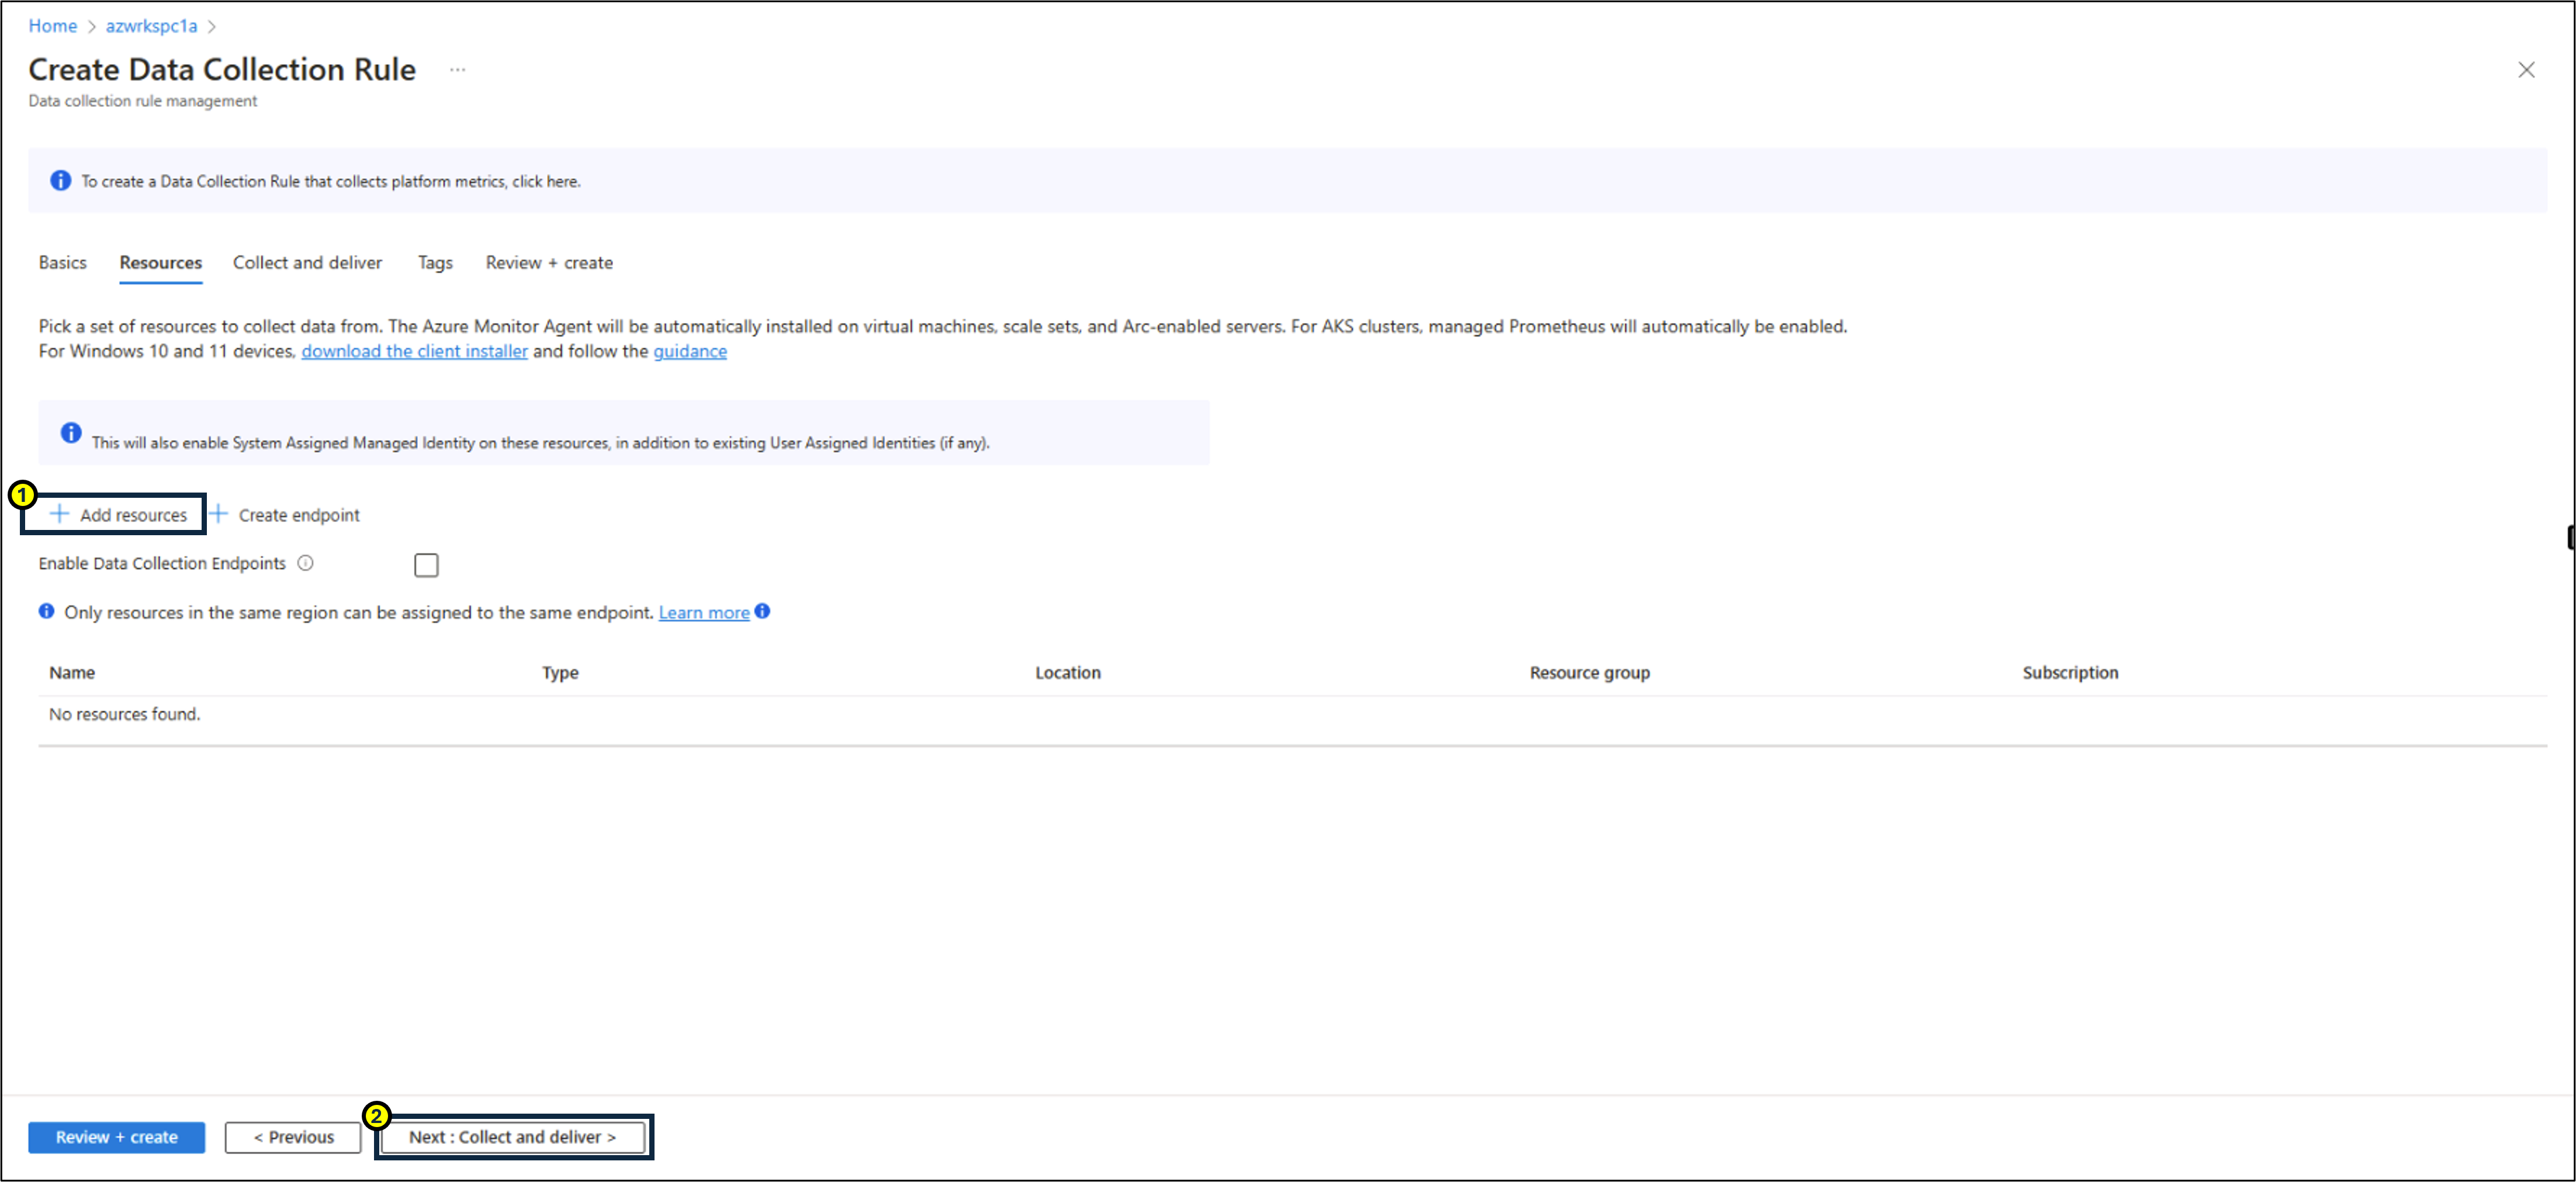 Home > azwrkspc1a >
Create Data Collection Rule ...
Data collection rule management
To create a Data Collection Rule that collects platform metrics, click here.
Basics Resources Collect and deliver Tags Review + create
Pick a set of resources to collect data from. The Azure Monitor Agent will be automatically installed on virtual machines, scale sets, and Arc-enabled servers. For AKS clusters, managed Prometheus will automatically be enabled.
For Windows 10 and 11 devices, download the client installer and follow the guidance
This will also enable System Assigned Managed Identity on these resources, in addition to existing User Assigned Identities (if any).
1
+ Add resources + Create endpoint
Enable Data Collection Endpoints
Only resources in the same region can be assigned to the same endpoint. Learn more
Name Type Location Resource group Subscription
No resources found.
2
Review + create < Previous Next : Collect and deliver >